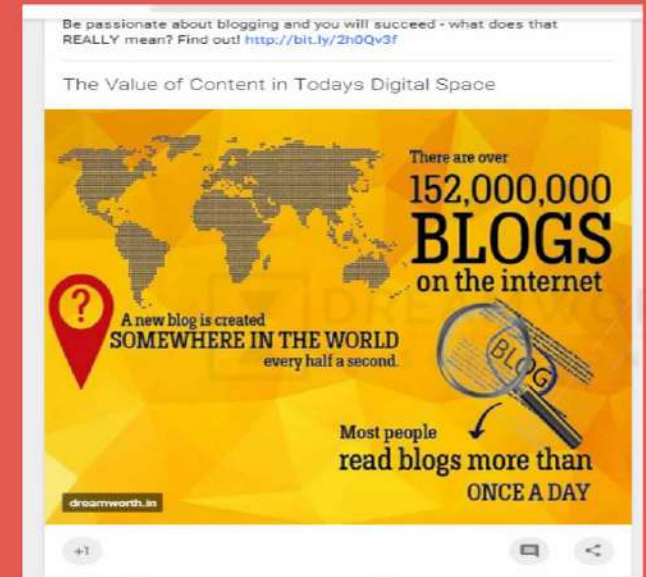 Be passionate about blogging and you will succeed - what does that
REALLY mean? Find out! http://bit.ly/2h0Qv3f
The Value of Content in Todays Digital Space
There are over
152,000,000
BLOGS
on the internet
?
A new blog is created
SOMEWHERE IN THE WORLD
every half a second.
BLOG
Most people
read blogs more than
ONCE A DAY
dreamworth.in
+1